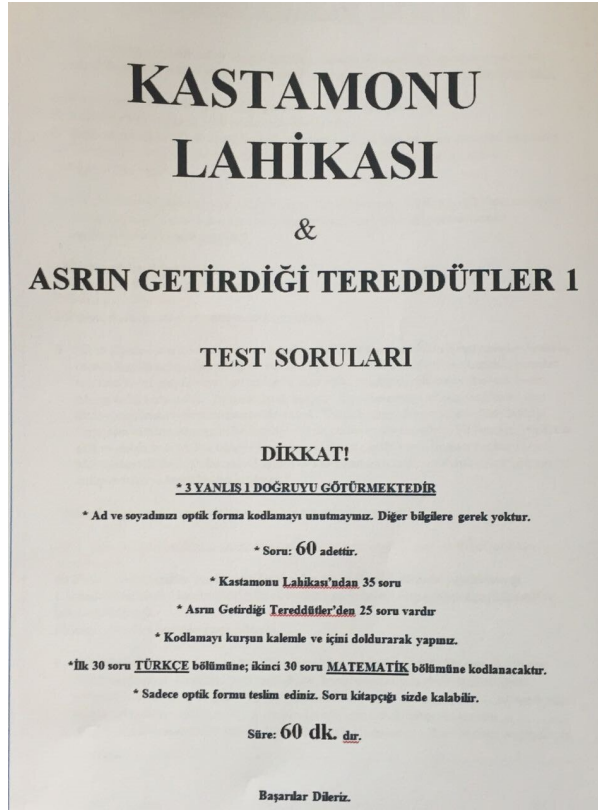 KASTAMONU
LAHİKASI
&
ASRIN GETİRDİĞİ TEREDDÜTLER 1
TEST SORULARI
DİKKAT!
* 3 YANLIŞ 1 DOĞRUYU GÖTÜRMEKTEDİR
* Ad ve soyadınızı optik forma kodlamayı unutmayınız. Diğer bilgilere gerek yoktur.
* Soru: 60 adettir.
* Kastamonu Lahikası'ndan 35 soru
* Asrın Getirdiği Tereddütler'den 25 soru vardır
* Kodlamayı kurşun kalemle ve içini doldurarak yapınız.
*İlk 30 soru TÜRKÇE bölümüne; ikinci 30 soru MATEMATİK bölümüne kodlanacaktır.
* Sadece optik formu teslim ediniz. Soru kitapçığı sizde kalabilir.
Süre: 60 dk. dır.
Başarılar Dileriz.